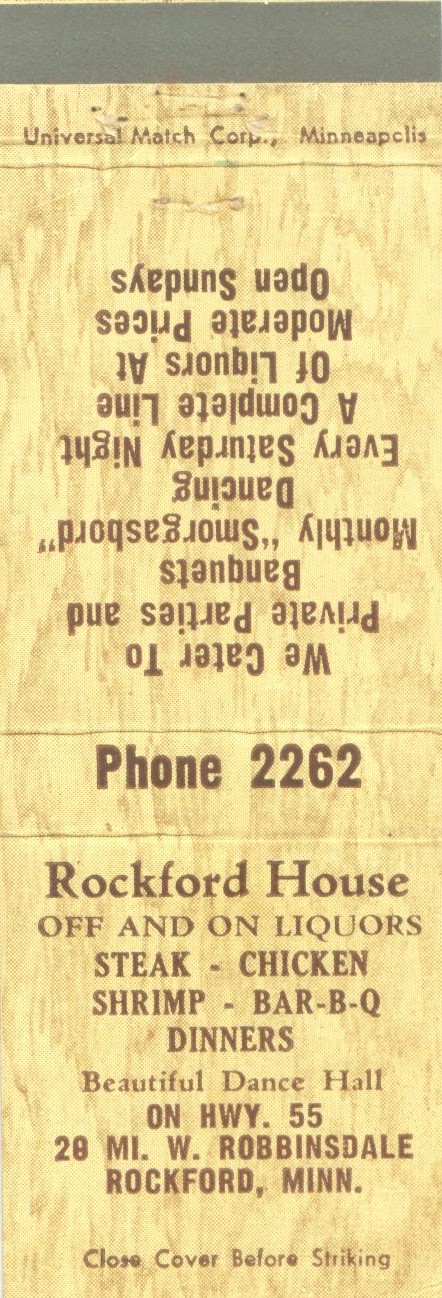 Universal Match Corp., Minneapolis
We Cater To
Private Parties and
Banquets
Monthly "Smorgasbord"
Dancing
Every Saturday Night
A Complete Line
Of Liquors At
Moderate Prices
Open Sundays
Phone 2262
Rockford House
OFF AND ON LIQUORS
STEAK - CHICKEN
SHRIMP - BAR-B-Q
DINNERS
Beautiful Dance Hall
ON HWY. 55
28 MI. W. ROBBINSDALE
ROCKFORD, MINN.
Close Cover Before Striking